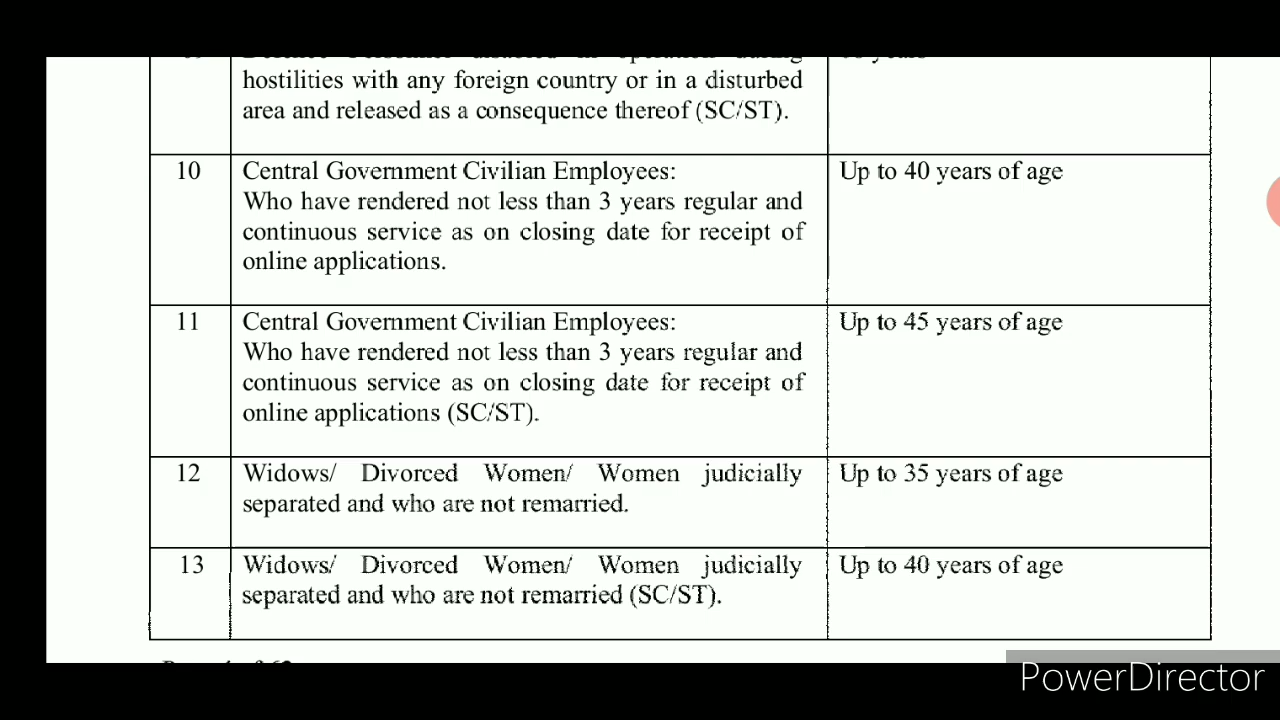 hostilities with any foreign country or in a disturbed
area and released as a consequence thereof (SC/ST).
10 Central Government Civilian Employees: Up to 40 years of age
Who have rendered not less than 3 years regular and
continuous service as on closing date for receipt of
online applications.
11 Central Government Civilian Employees: Up to 45 years of age
Who have rendered not less than 3 years regular and
continuous service as on closing date for receipt of
online applications (SC/ST).
12 Widows/ Divorced Women/ Women judicially Up to 35 years of age
separated and who are not remarried.
13 Widows/ Divorced Women/ Women judicially Up to 40 years of age
separated and who are not remarried (SC/ST).
PowerDirector